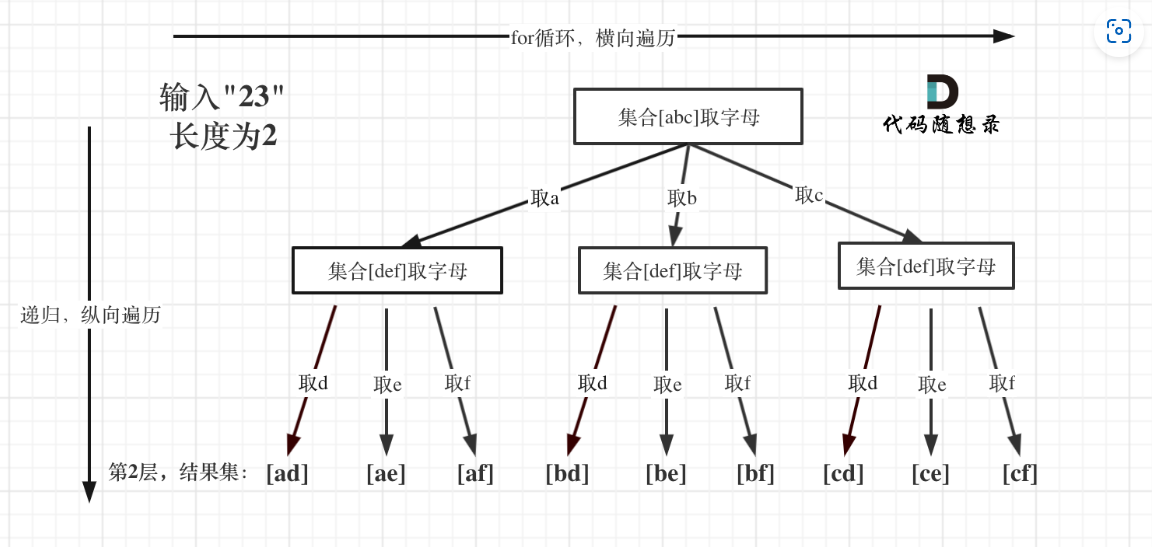 for循环，横向遍历
输入"23"
长度为2
集合[abc]取字母
代码随想录
取a
取b
取c
集合[def]取字母
集合[def]取字母
集合[def]取字母
递归，纵向遍历
取d
取e
取f
取d
取e
取f
取d
取e
取f
第2层，结果集：
[ad]
[ae]
[af]
[bd]
[be]
[bf]
[cd]
[ce]
[cf]